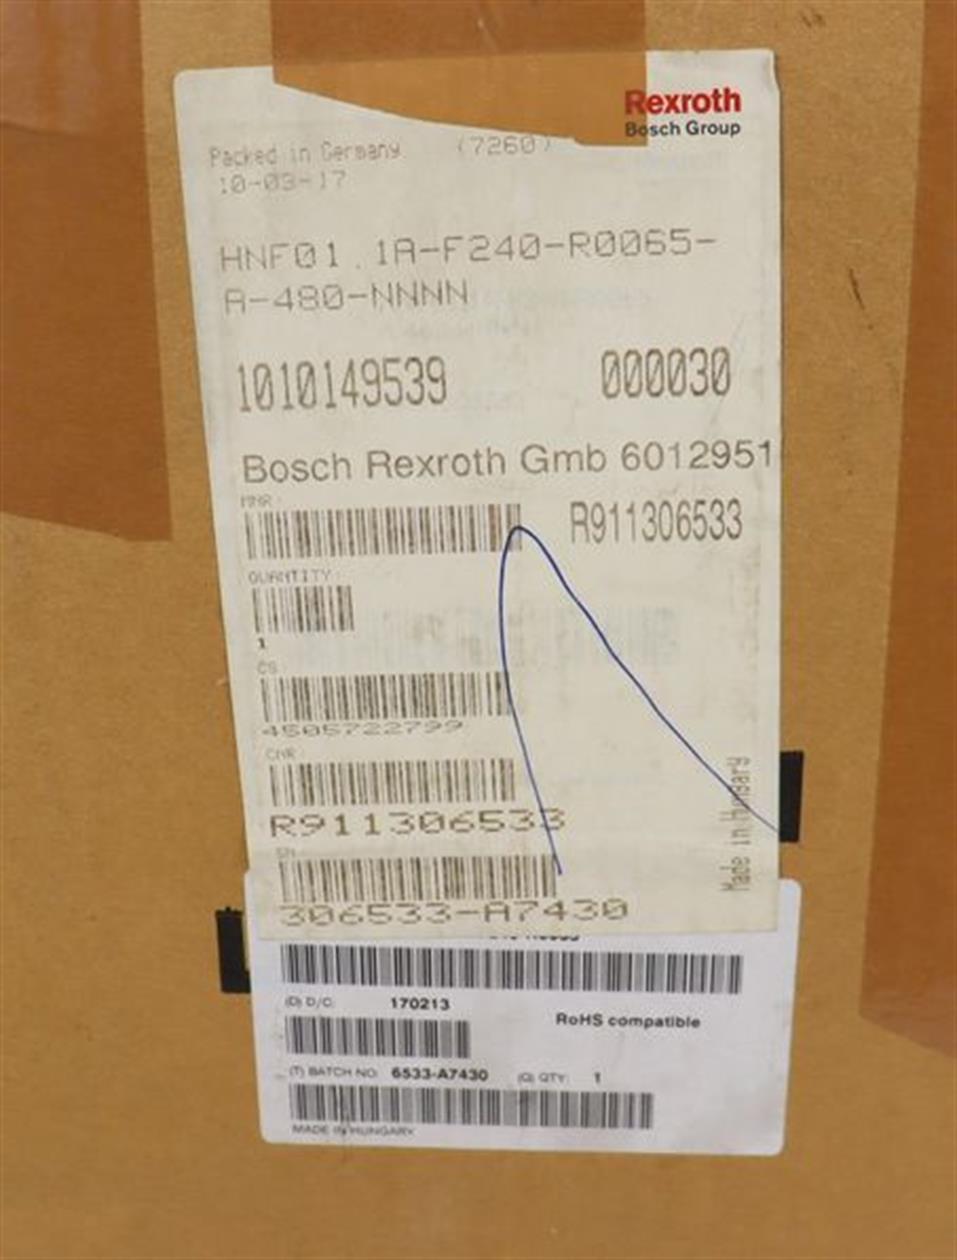 Rexroth
Bosch Group
Packed in Germany (7260)
10-03-17
HNF01.1A-F240-R0065-
A-480-NNNN
1010149539 000030
Bosch Rexroth Gmb 6012951
MNR:
R911306533
QUANTITY:
1
CS
4505722799
CNR:
R911306533
SN:
306533-A7430
Made in Hungary
(D) D/C: 170213
RoHS compatible
(T) BATCH NO: 6533-A7430 (Q) QTY: 1
MADE IN HUNGARY